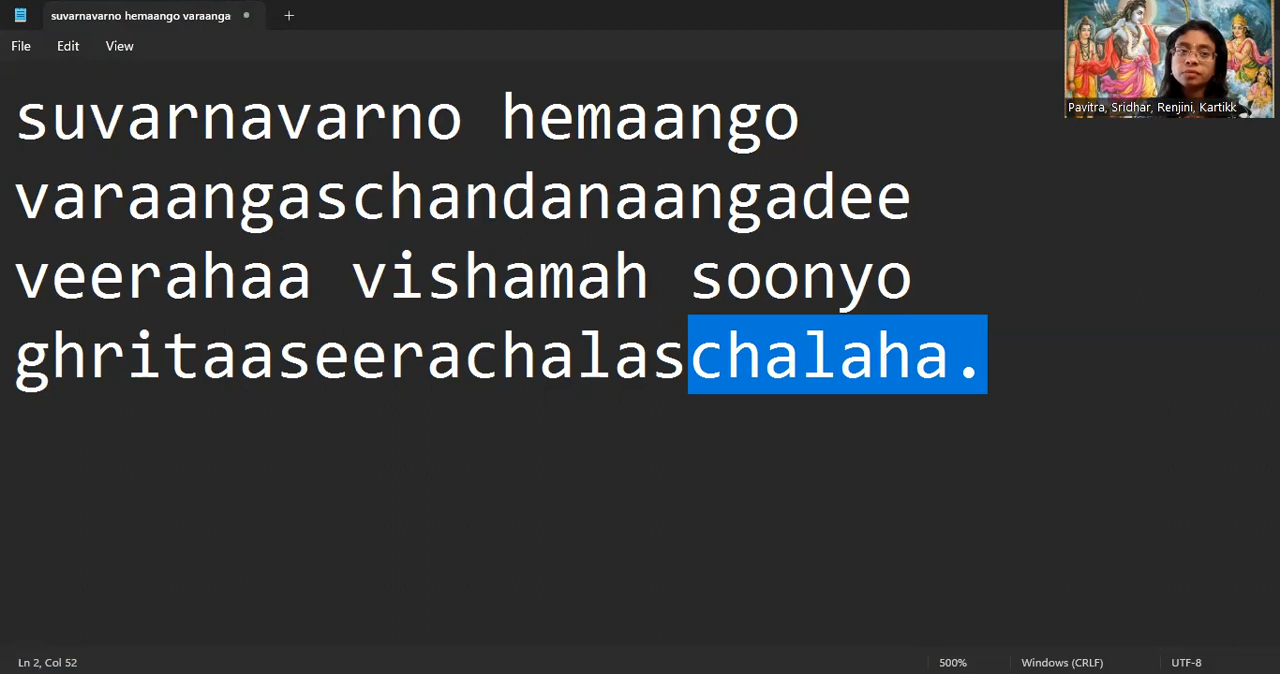 suvarnavarno hemaango varaanga
File Edit View
Pavitra, Sridhar, Renjini, Kartikk
suvarnavarno hemaango
varaangaschandanaangadee
veerahaa vishamah soonyo
ghritaaseerachalaschalaha.
Ln 2, Col 52 500% Windows (CRLF) UTF-8